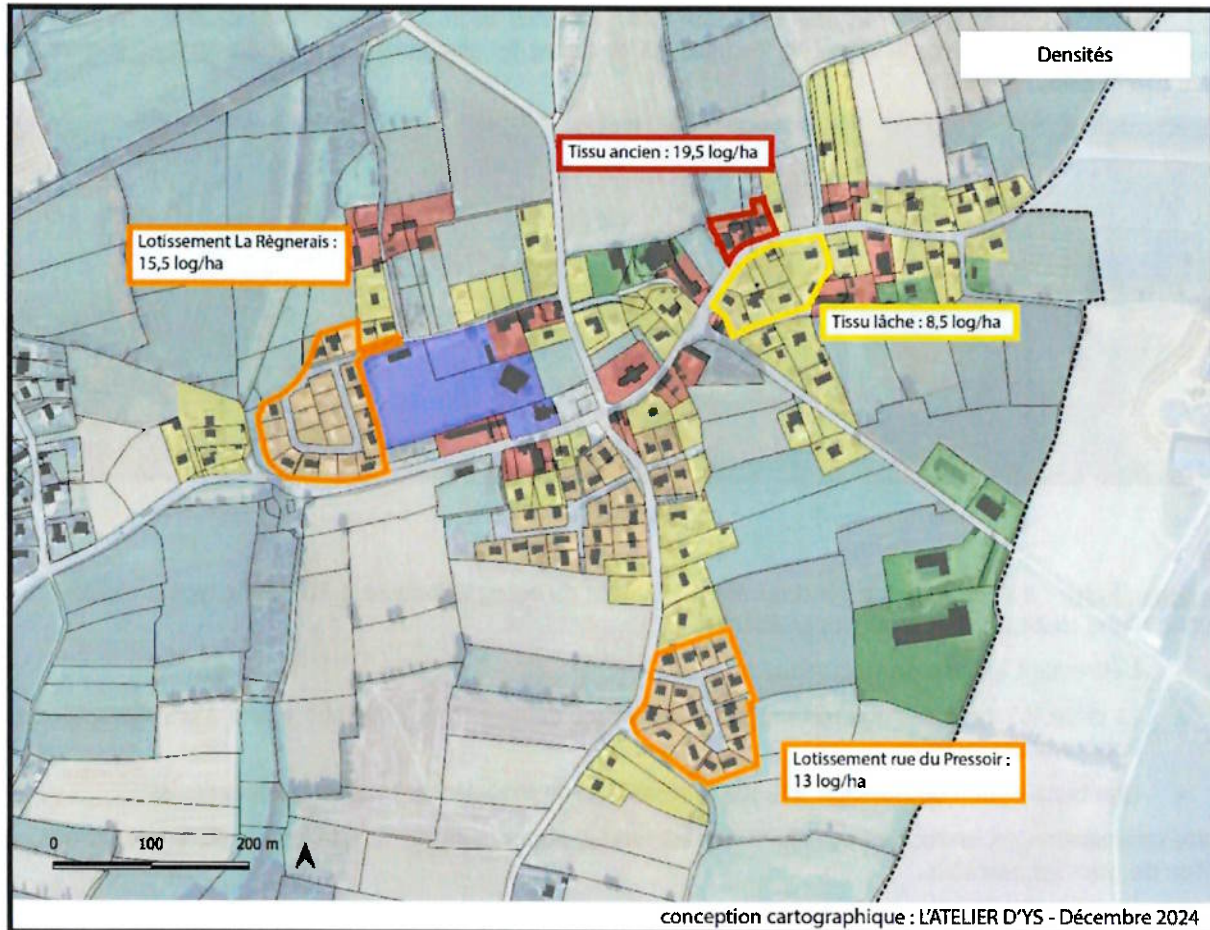 Densités
Tissu ancien : 19,5 log/ha
Lotissement La Règnerais :
15,5 log/ha
Tissu lâche : 8,5 log/ha
Lotissement rue du Pressoir :
13 log/ha
0 100 200 m
conception cartographique : L'ATELIER D'YS - Décembre 2024